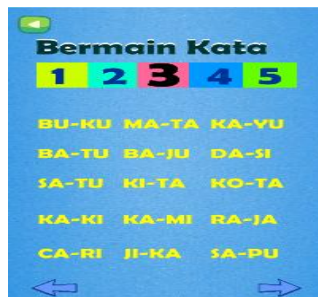 Bermain Kata
1 2 3 4 5
BU-KU MA-TA KA-YU
BA-TU BA-JU DA-SI
SA-TU KI-TA KO-TA
KA-KI KA-MI RA-JA
CA-RI JI-KA SA-PU